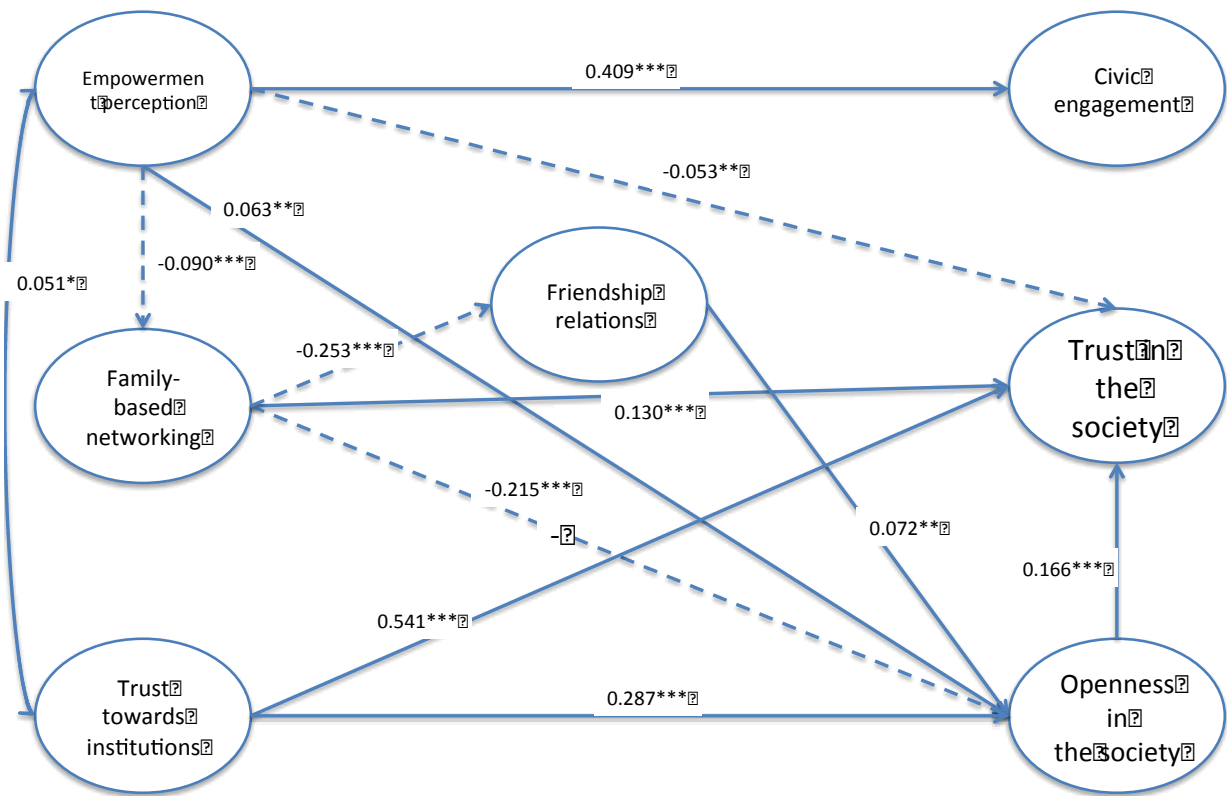 Empowermen
t⍰perception⍰
0.409***⍰
Civic⍰
engagement⍰
-0.053**⍰
0.063**⍰
-0.090***⍰
0.051*⍰
Friendship⍰
relations⍰
-0.253***⍰
Family-
based⍰
networking⍰
0.130***⍰
Trust⍰in⍰
the⍰
society⍰
-0.215***⍰
-⍰
0.072**⍰
0.166***⍰
0.541***⍰
Trust⍰
towards⍰
institutions⍰
0.287***⍰
Openness⍰
in⍰
the⍰society⍰